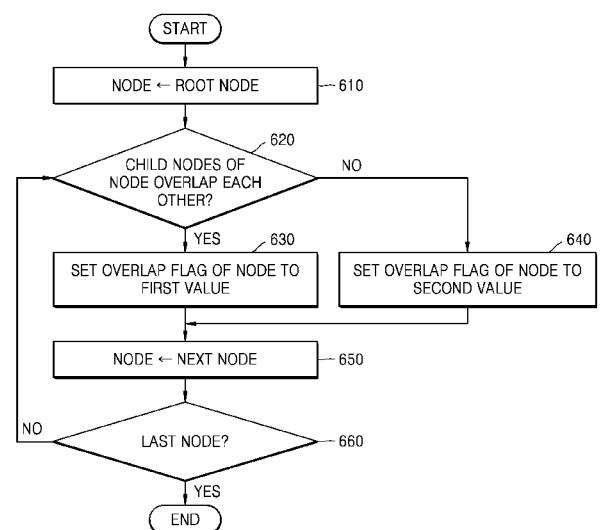 START
NODE ← ROOT NODE
610
620
CHILD NODES OF
NODE OVERLAP EACH
OTHER?
NO
YES
630
SET OVERLAP FLAG OF NODE TO
FIRST VALUE
640
SET OVERLAP FLAG OF NODE TO
SECOND VALUE
NODE ← NEXT NODE
650
NO
LAST NODE?
660
YES
END